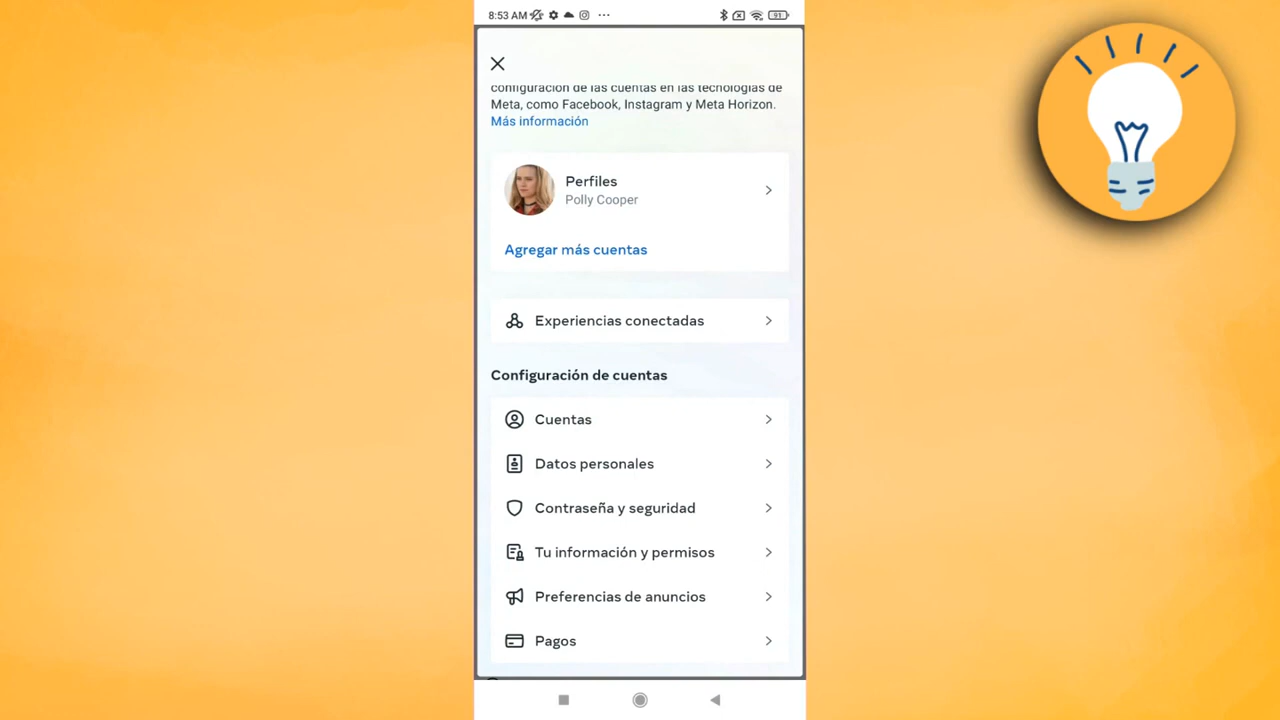 8:53 AM
91
configuración de las cuentas en las tecnologías de
Meta, como Facebook, Instagram y Meta Horizon.
Más información
Perfiles
Polly Cooper
Agregar más cuentas
Experiencias conectadas
Configuración de cuentas
Cuentas
Datos personales
Contraseña y seguridad
Tu información y permisos
Preferencias de anuncios
Pagos